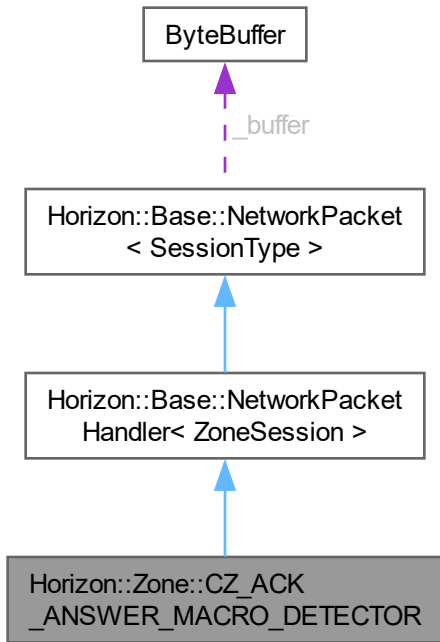 ByteBuffer
_buffer
Horizon::Base::NetworkPacket
< SessionType >
Horizon::Base::NetworkPacket
Handler< ZoneSession >
Horizon::Zone::CZ_ACK
_ANSWER_MACRO_DETECTOR